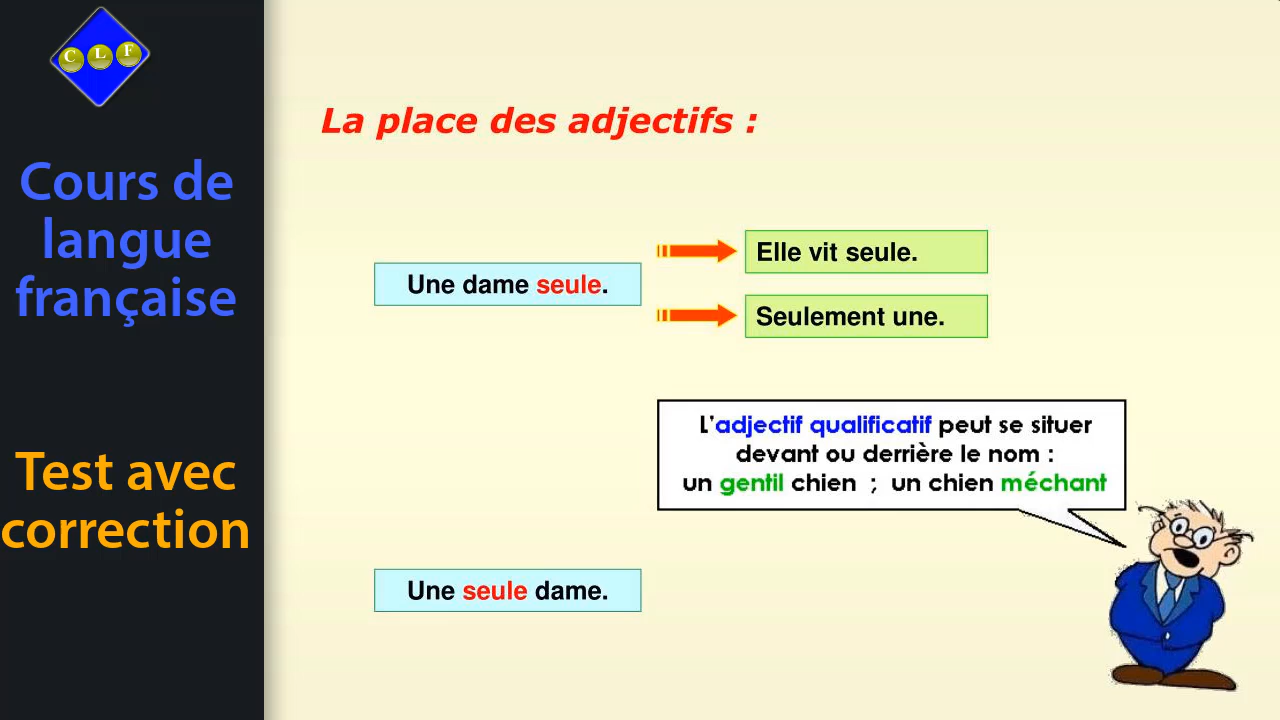 C L F
Cours de
langue
française
Test avec
correction
La place des adjectifs :
Une dame seule.
Elle vit seule.
Seulement une.
L'adjectif qualificatif peut se situer
devant ou derrière le nom :
un gentil chien ; un chien méchant
Une seule dame.